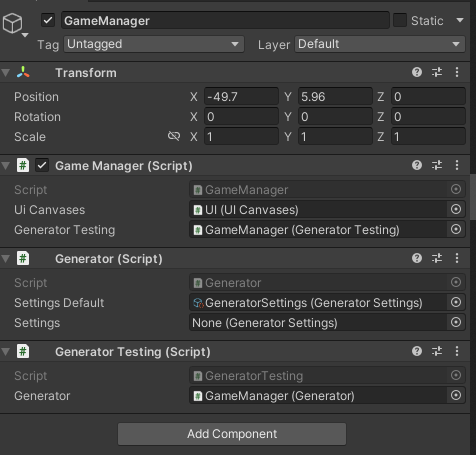 GameManager Static
Tag Untagged Layer Default
Transform
Position X -49.7 Y 5.96 Z 0
Rotation X 0 Y 0 Z 0
Scale X 1 Y 1 Z 1
# Game Manager (Script)
Script # GameManager
Ui Canvases # UI (UI Canvases)
Generator Testing # GameManager (Generator Testing)
# Generator (Script)
Script # Generator
Settings Default GeneratorSettings (Generator Settings)
Settings None (Generator Settings)
# Generator Testing (Script)
Script # GeneratorTesting
Generator # GameManager (Generator)
Add Component